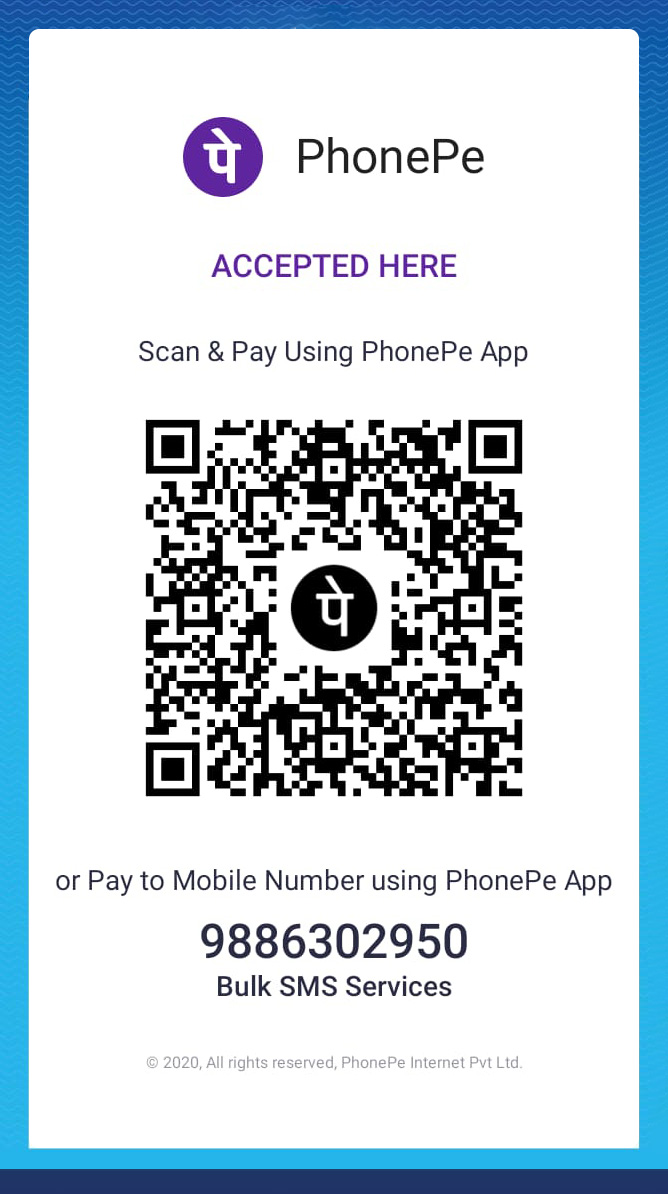 पे PhonePe
ACCEPTED HERE
Scan & Pay Using PhonePe App
पे
or Pay to Mobile Number using PhonePe App
9886302950
Bulk SMS Services
© 2020, All rights reserved, PhonePe Internet Pvt Ltd.